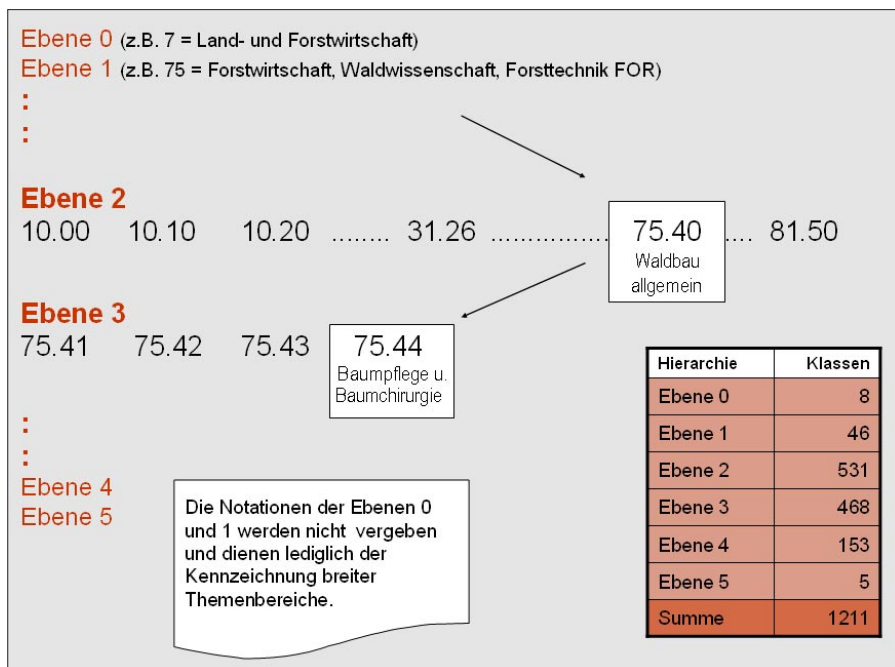 Ebene 0 (z.B. 7 = Land- und Forstwirtschaft)
Ebene 1 (z.B. 75 = Forstwirtschaft, Waldwissenschaft, Forsttechnik FOR)
:
:
Ebene 2
10.00 10.10 10.20 ........ 31.26 ................ 75.40 .... 81.50
Waldbau
allgemein
Ebene 3
75.41 75.42 75.43 75.44
Baumpflege u.
Baumchirurgie
:
:
Ebene 4
Ebene 5
Die Notationen der Ebenen 0
und 1 werden nicht vergeben
und dienen lediglich der
Kennzeichnung breiter
Themenbereiche.
Hierarchie Klassen
Ebene 0 8
Ebene 1 46
Ebene 2 531
Ebene 3 468
Ebene 4 153
Ebene 5 5
Summe 1211